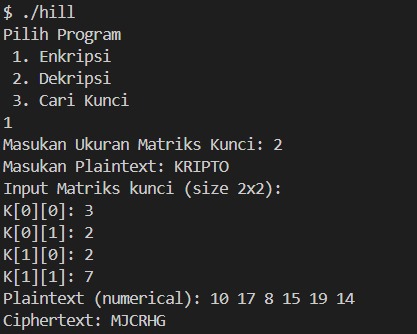 $ ./hill
Pilih Program
 1. Enkripsi
 2. Dekripsi
 3. Cari Kunci
1
Masukan Ukuran Matriks Kunci: 2
Masukan Plaintext: KRIPTO
Input Matriks kunci (size 2x2):
K[0][0]: 3
K[0][1]: 2
K[1][0]: 2
K[1][1]: 7
Plaintext (numerical): 10 17 8 15 19 14
Ciphertext: MJCRHG